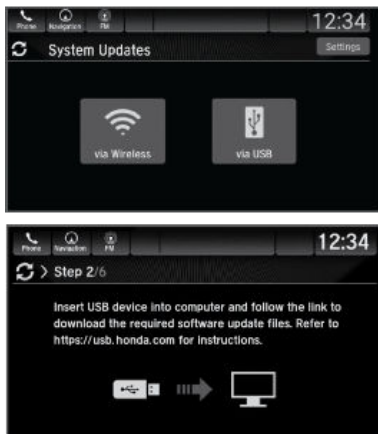 Phone Navigation FM 12:34
System Updates Settings
via Wireless via USB
Phone Navigation FM 12:34
Step 2/6
Insert USB device into computer and follow the link to
download the required software update files. Refer to
https://usb.honda.com for instructions.